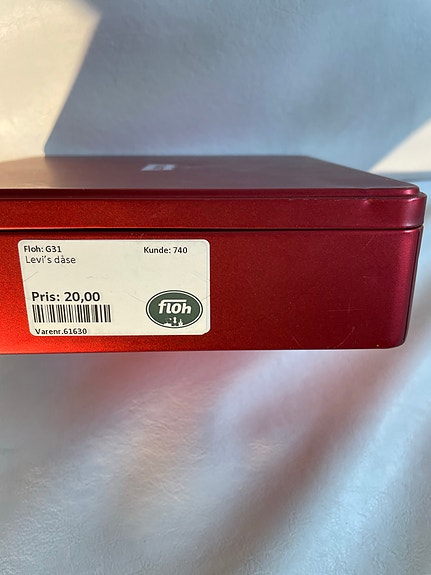 Floh: G31 Kunde: 740
Levi's dåse
Pris: 20,00
floh
Varenr.61630